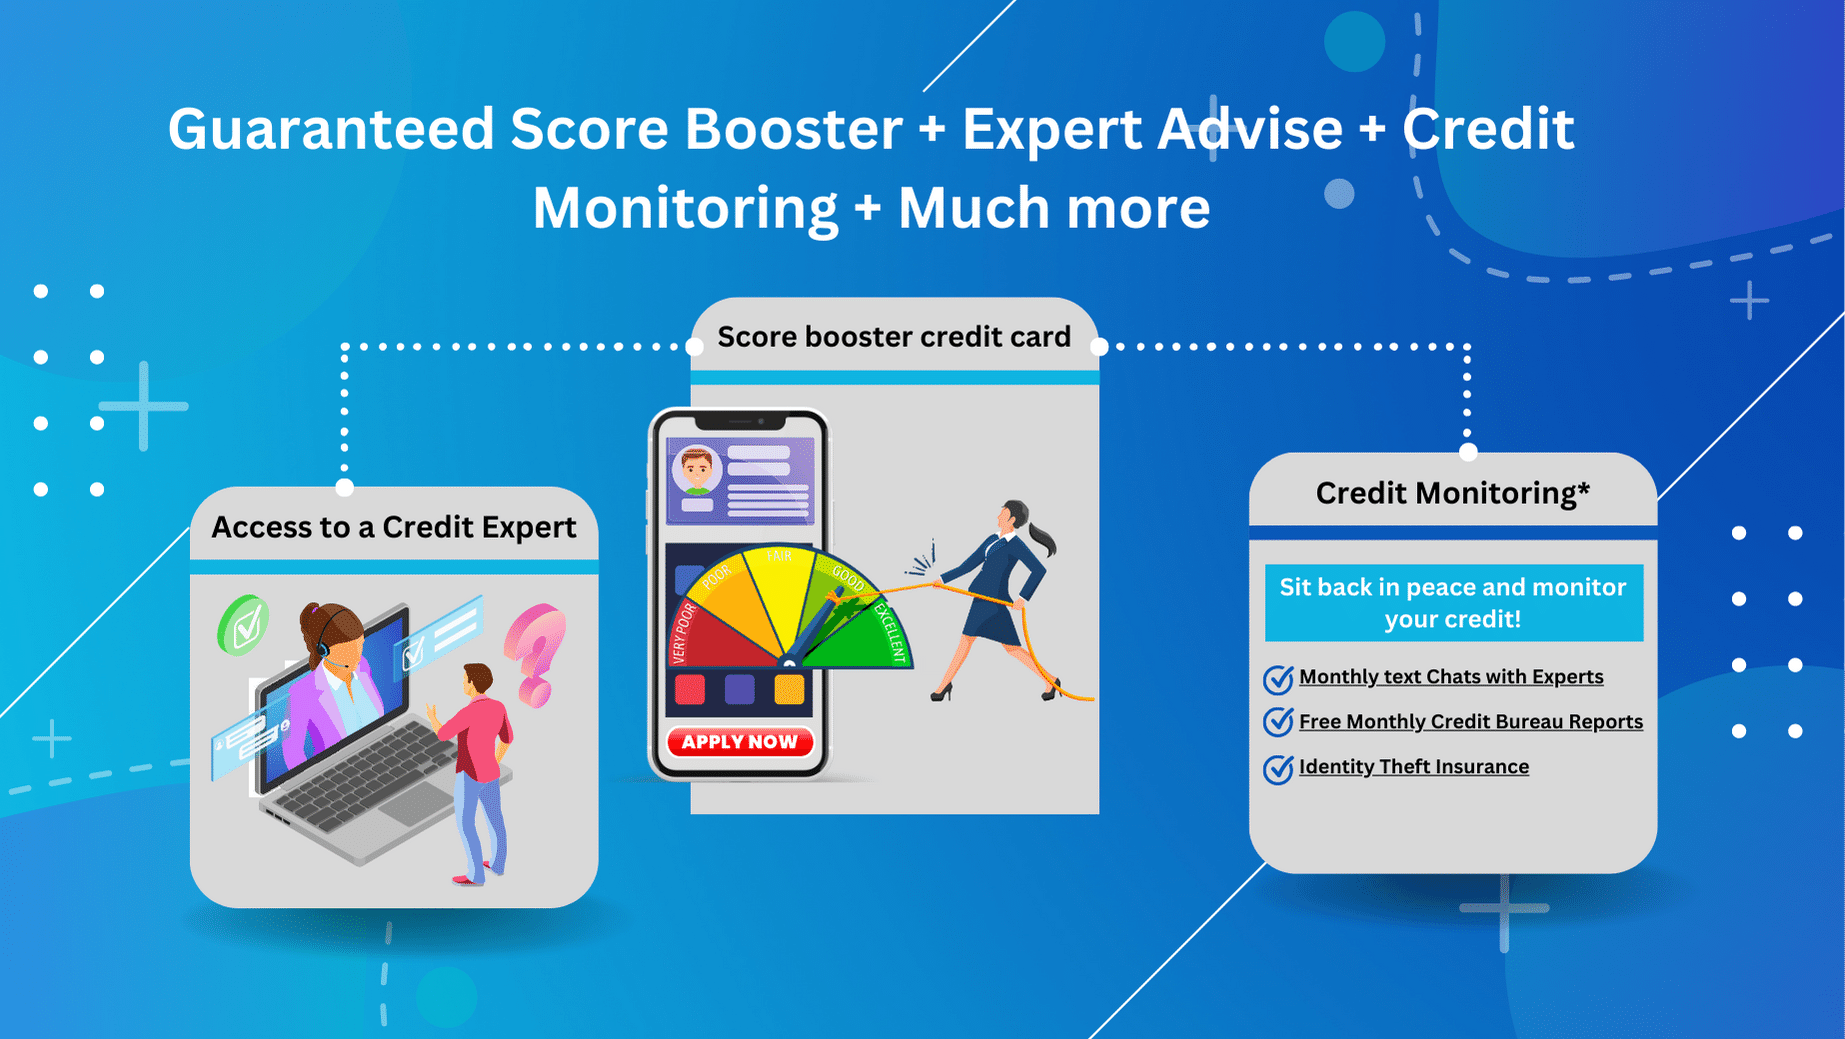 Guaranteed Score Booster + Expert Advise + Credit
Monitoring + Much more
Score booster credit card
VERY POOR
POOR
FAIR
GOOD
EXCELLENT
APPLY NOW
Access to a Credit Expert
Credit Monitoring*
Sit back in peace and monitor
your credit!
Monthly text Chats with Experts
Free Monthly Credit Bureau Reports
Identity Theft Insurance